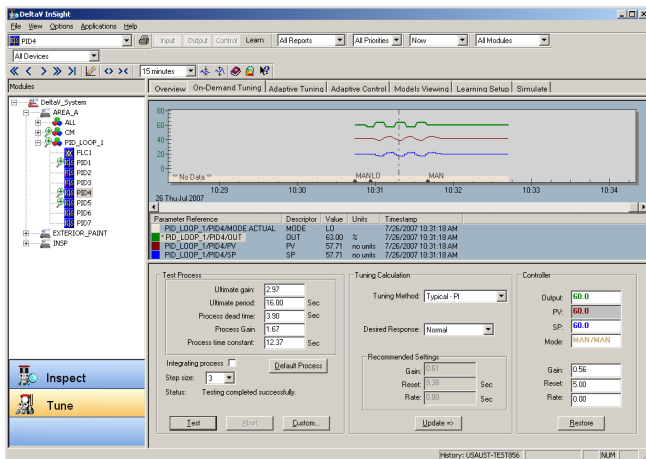 DeltaV InSight
File View Options Applications Help
PID4 Input Output Control Learn All Reports All Priorities Now All Modules
All Devices
15 minutes
Modules
Overview On-Demand Tuning Adaptive Tuning Adaptive Control Models Viewing Learning Setup Simulate
DeltaV_System
AREA_A
ALL
CM
PID_LOOP_1
FLC1
PID1
PID2
PID3
PID4
PID5
PID6
PID7
EXTERIOR_PAINT
INSP
80
60
40
20
0
No Data
MANLO MAN
10:29 10:30 10:31 10:32 10:33 10:34
26 Thu Jul 2007
Parameter Reference Descriptor Value Units Timestamp
PID_LOOP_1/PID4/MODE.ACTUAL MODE LO 7/26/2007 10:31:18 AM
* PID_LOOP_1/PID4/OUT OUT 63.00 % 7/26/2007 10:31:18 AM
PID_LOOP_1/PID4/PV PV 57.71 no units 7/26/2007 10:31:18 AM
PID_LOOP_1/PID4/SP SP 57.71 no units 7/26/2007 10:31:18 AM
Test Process
Ultimate gain: 2.97
Ultimate period: 16.00 Sec
Process dead time: 3.90 Sec
Process Gain: 1.67
Process time constant: 12.37 Sec
Integrating process
Default Process
Step size: 3
Status: Testing completed successfully.
Test Abort Custom...
Tuning Calculation
Tuning Method: Typical - PI
Desired Response: Normal
Recommended Settings
Gain: 0.61
Reset: 9.38 Sec
Rate: 0.00 Sec
Update =>
Controller
Output: 60.0
PV: 60.0
SP: 60.0
Mode: MAN/MAN
Gain: 0.56
Reset: 5.00
Rate: 0.00
Restore
Inspect
Tune
History: USAUST-TEST856 NUM